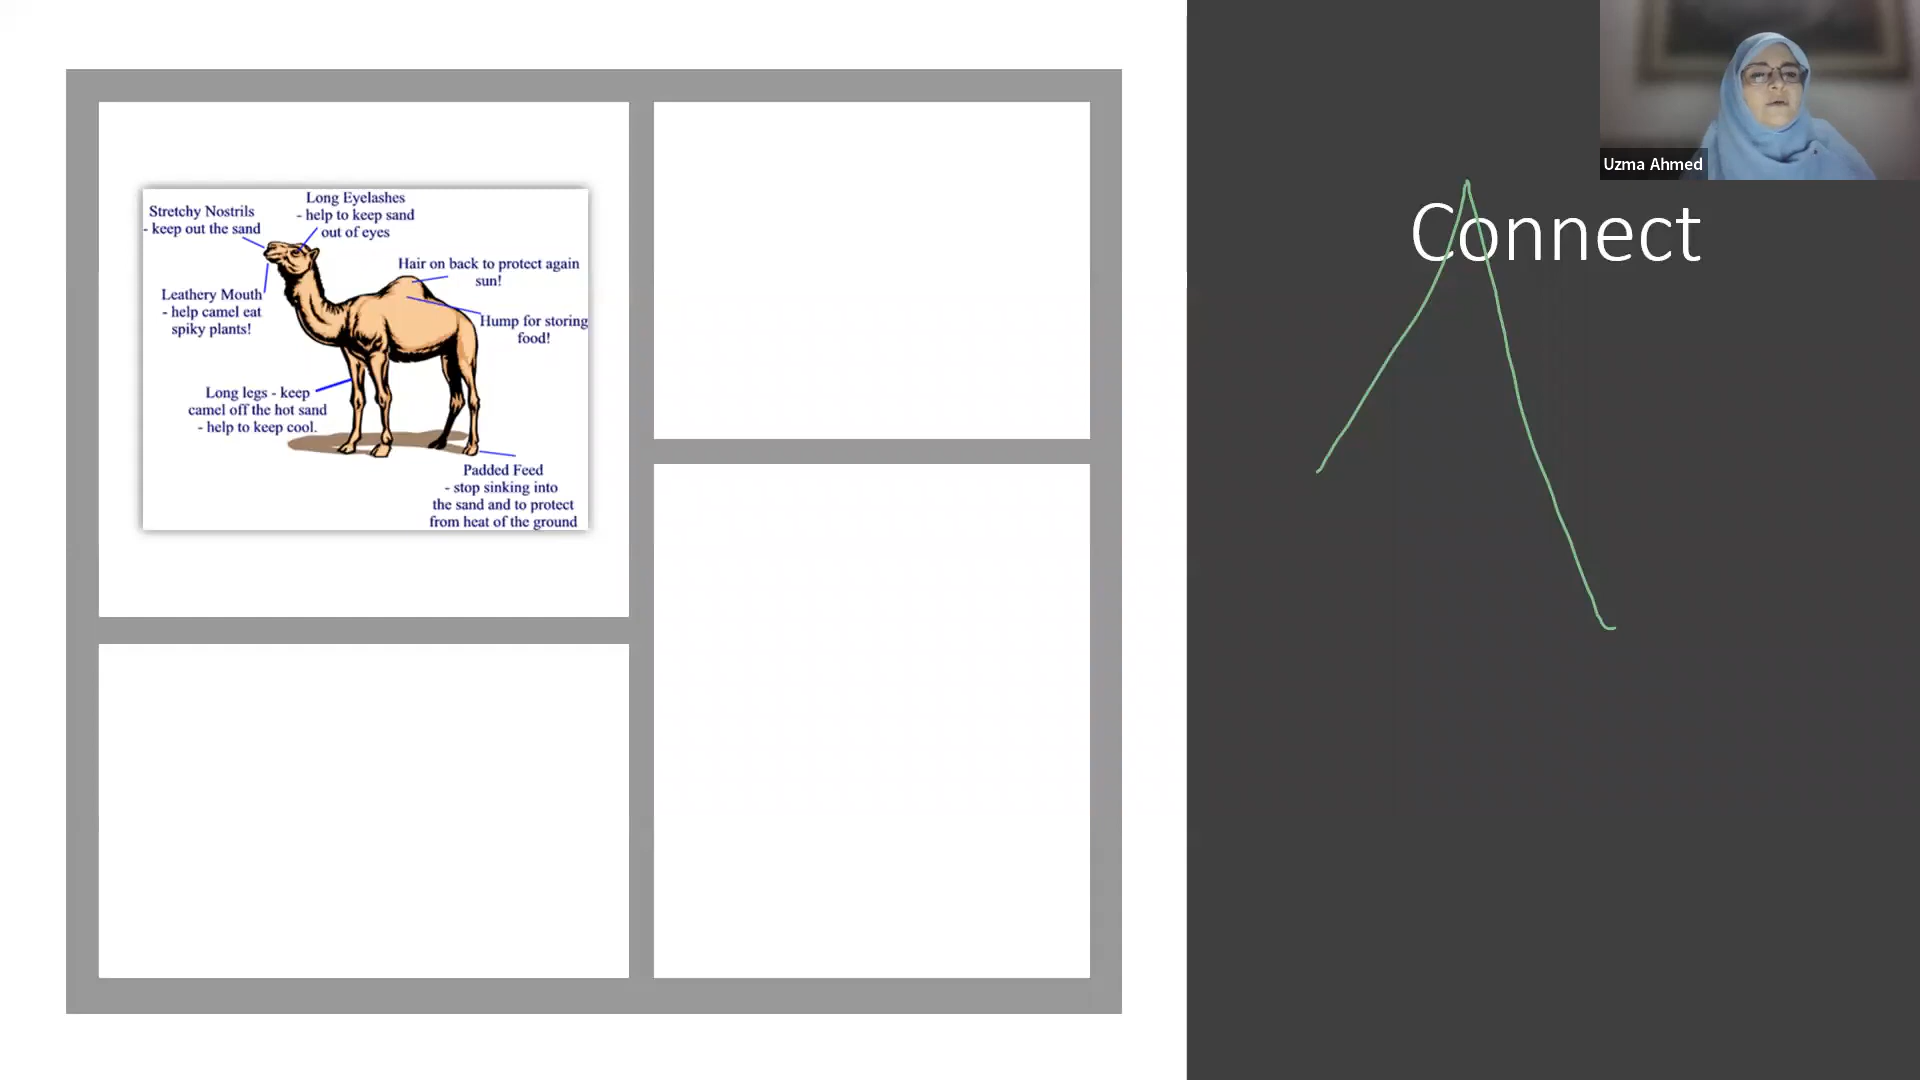 Stretchy Nostrils
- keep out the sand
Long Eyelashes
- help to keep sand
out of eyes
Hair on back to protect again
sun!
Leathery Mouth
- help camel eat
spiky plants!
Hump for storing
food!
Long legs - keep
camel off the hot sand
- help to keep cool.
Padded Feed
- stop sinking into
the sand and to protect
from heat of the ground
Connect
Uzma Ahmed